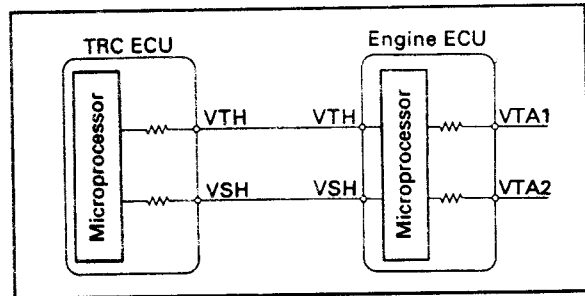 TRC ECU
Engine ECU
Microprocessor
VTH
VTH
Microprocessor
VTA1
VSH
VSH
VTA2